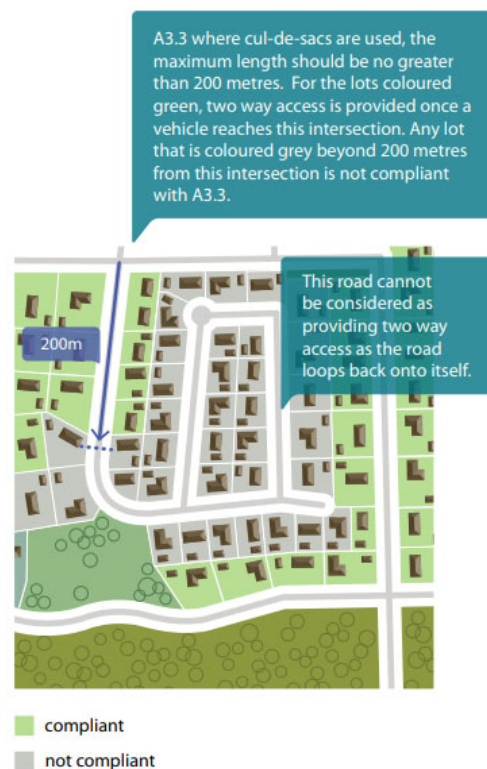 A3.3 where cul-de-sacs are used, the
maximum length should be no greater
than 200 metres.  For the lots coloured
green, two way access is provided once a
vehicle reaches this intersection. Any lot
that is coloured grey beyond 200 metres
from this intersection is not compliant
with A3.3.
This road cannot
be considered as
providing two way
access as the road
loops back onto itself.
200m
compliant
not compliant